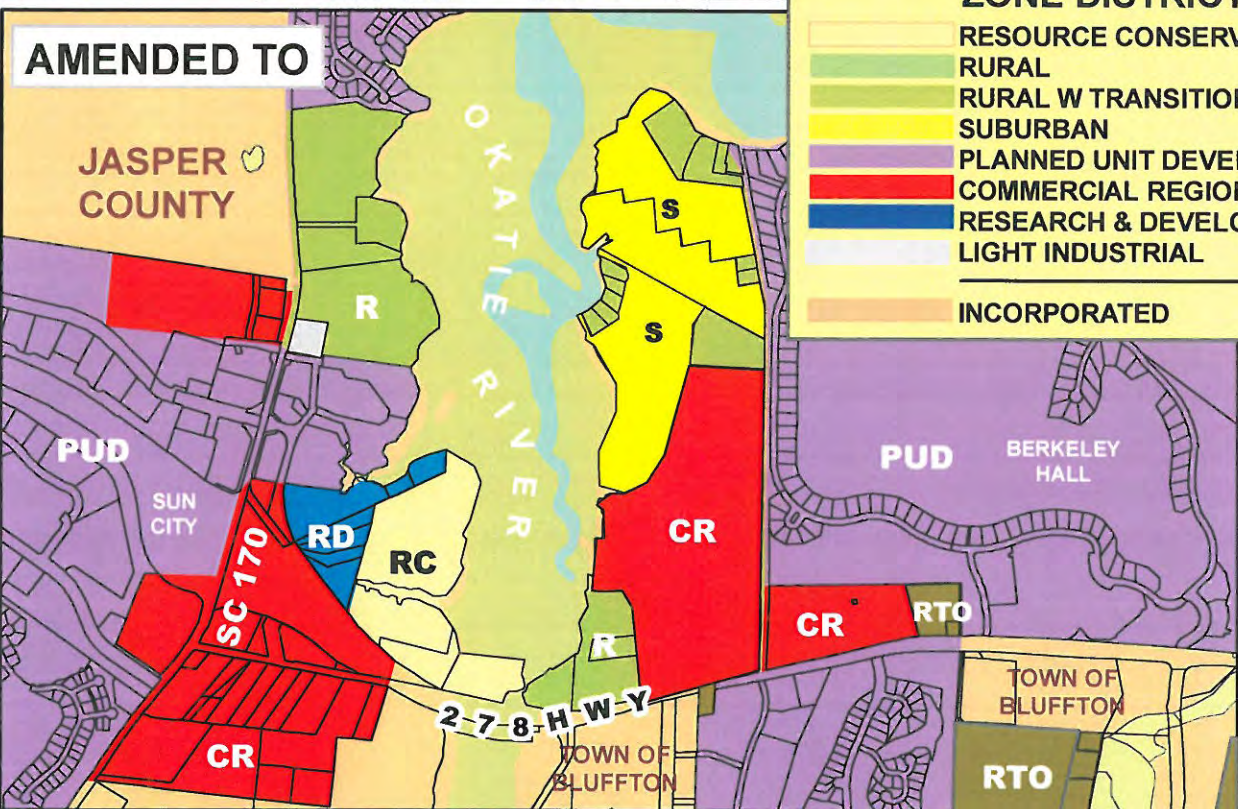 AMENDED TO
RESOURCE CONSERV
RURAL
RURAL W TRANSITION
SUBURBAN
PLANNED UNIT DEVE
COMMERCIAL REGION
RESEARCH & DEVELO
LIGHT INDUSTRIAL
INCORPORATED
JASPER
COUNTY
OKATIE RIVER
R
S
S
PUD
SUN
CITY
SC 170
RD
RC
CR
R
PUD
BERKELEY
HALL
CR
RTO
CR
278 HWY
TOWN OF
BLUFFTON
TOWN OF
BLUFFTON
RTO